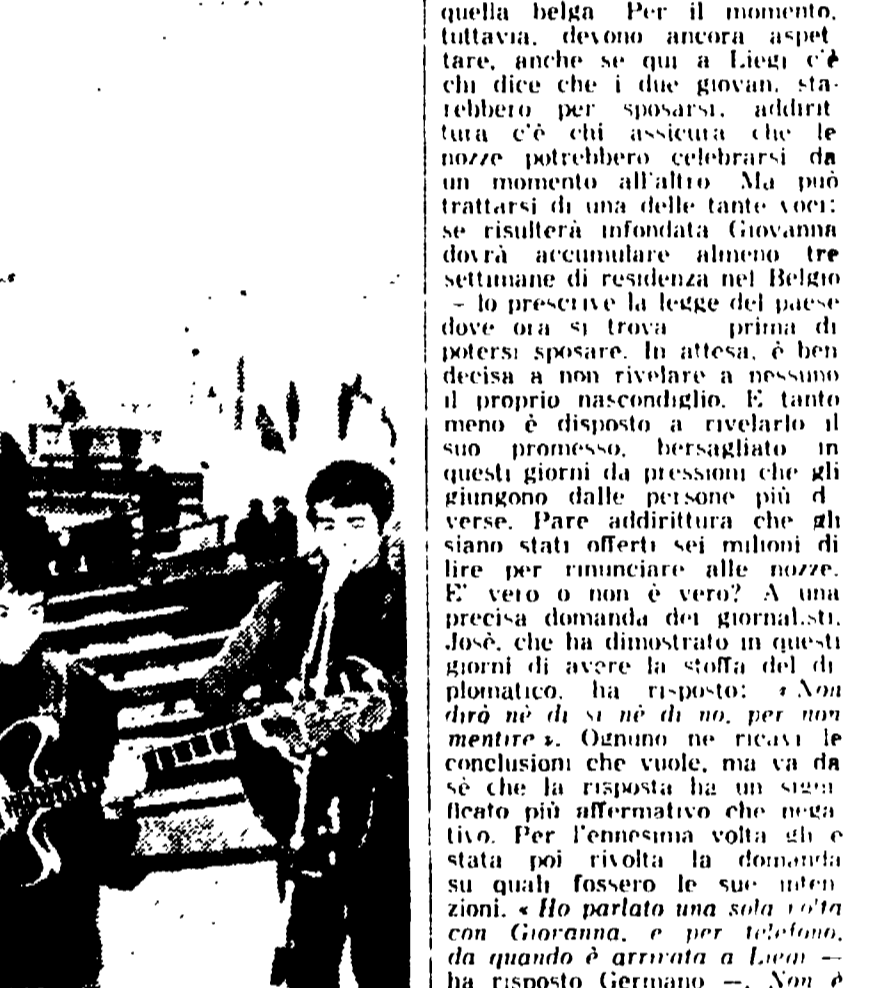 quella belga Per il momento,
tuttavia, devono ancora aspet
tare, anche se qui a Liegi c'è
chi dice che i due giovan. sta-
rebbero per sposarsi, addirit
tura c'è chi assicura che le
nozze potrebbero celebrarsi da
un momento all'altro Ma può
trattarsi di una delle tante voci:
se risulterà infondata Giovanna
dovrà accumulare almeno tre
settimane di residenza nel Belgio
– lo prescrive la legge del paese
dove ora si trova prima di
potersi sposare. In attesa, è ben
decisa a non rivelare a nessuno
il proprio nascondiglio. E tanto
meno è disposto a rivelarlo il
suo promesso, bersagliato in
questi giorni da pressioni che gli
giungono dalle persone più d
verse. Pare addirittura che gli
siano stati offerti sei milioni di
lire per rinunciare alle nozze.
E' vero o non è vero? A una
precisa domanda dei giornal.sti,
Josè, che ha dimostrato in questi
giorni di avere la stoffa del di
plomatico, ha risposto: « Non
dirò nè di sì nè di no, per non
mentire ». Ognuno ne ricavi le
conclusioni che vuole, ma va da
sè che la risposta ha un signi
ficato più affermativo che nega
tivo. Per l'ennesima volta gli e
stata poi rivolta la domanda
su quali fossero le sue inten
zioni. « Ho parlato una sola volta
con Giovanna, e per telefono,
da quando è arrivata a Liegi —
ha risposto Germano —. Non è